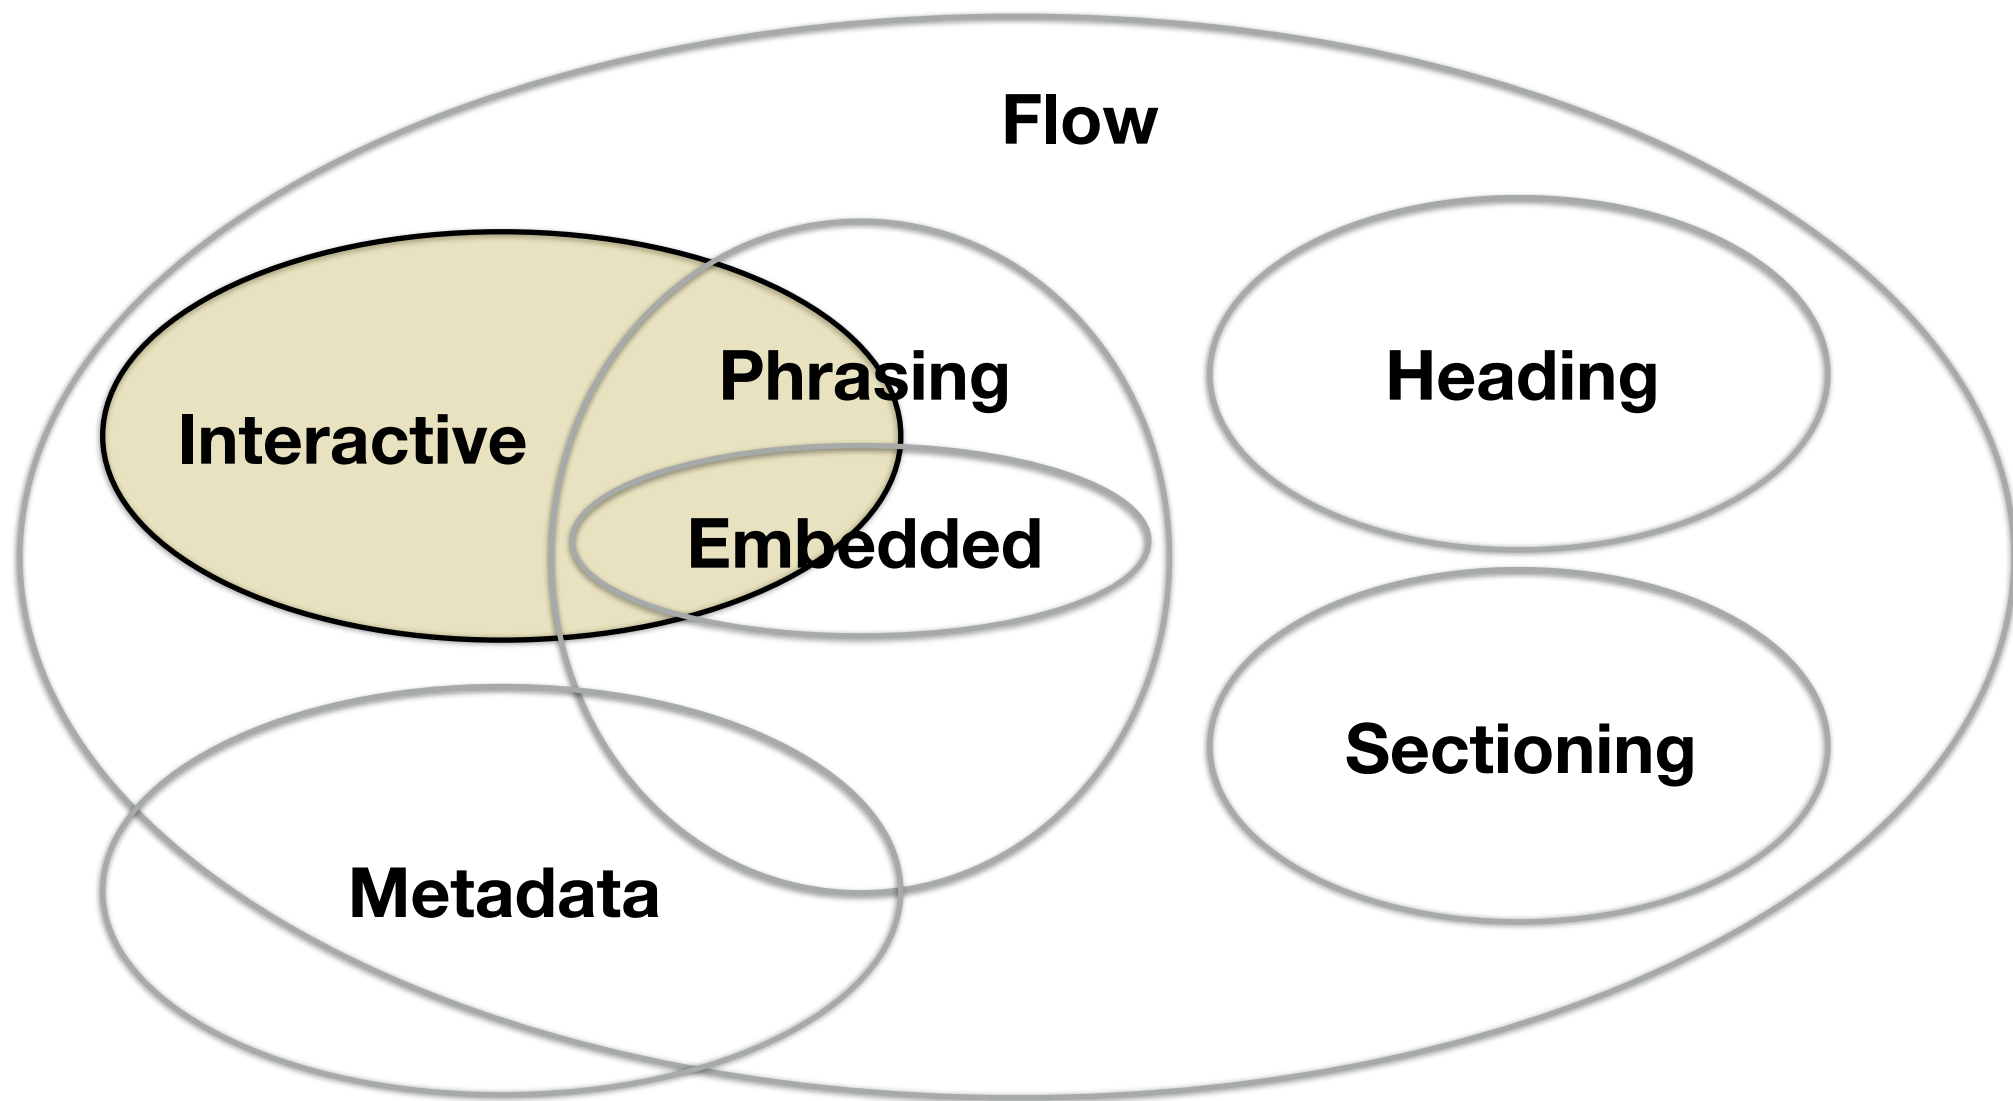 Flow
Phrasing
Heading
Interactive
Embedded
Sectioning
Metadata